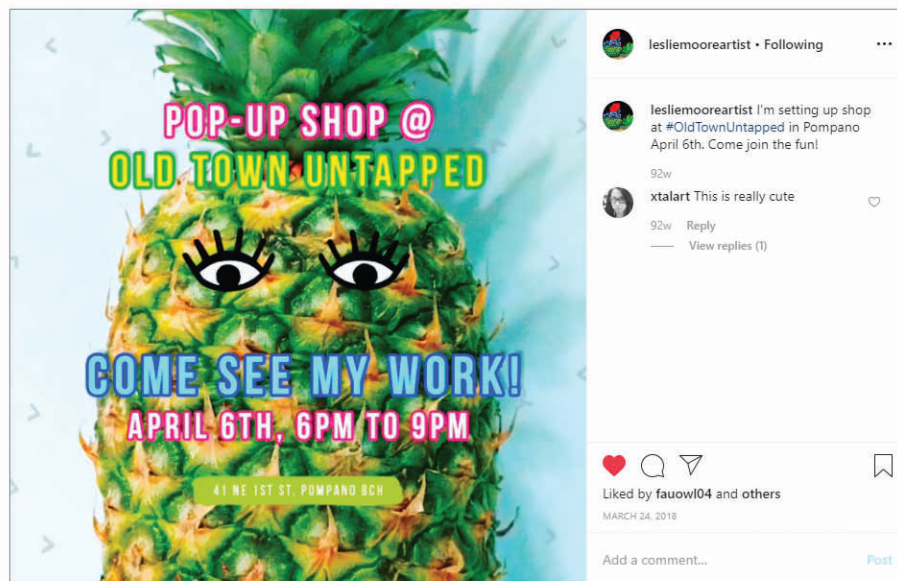 POP-UP SHOP @
OLD TOWN UNTAPPED
COME SEE MY WORK!
APRIL 6TH, 6PM TO 9PM
41 NE 1ST ST. POMPANO BCH
lesliemooreartist • Following
lesliemooreartist I'm setting up shop
at #OldTownUntapped in Pompano
April 6th. Come join the fun!
92w
xtalart This is really cute
92w Reply
View replies (1)
Liked by fauowl04 and others
MARCH 24, 2018
Add a comment... Post